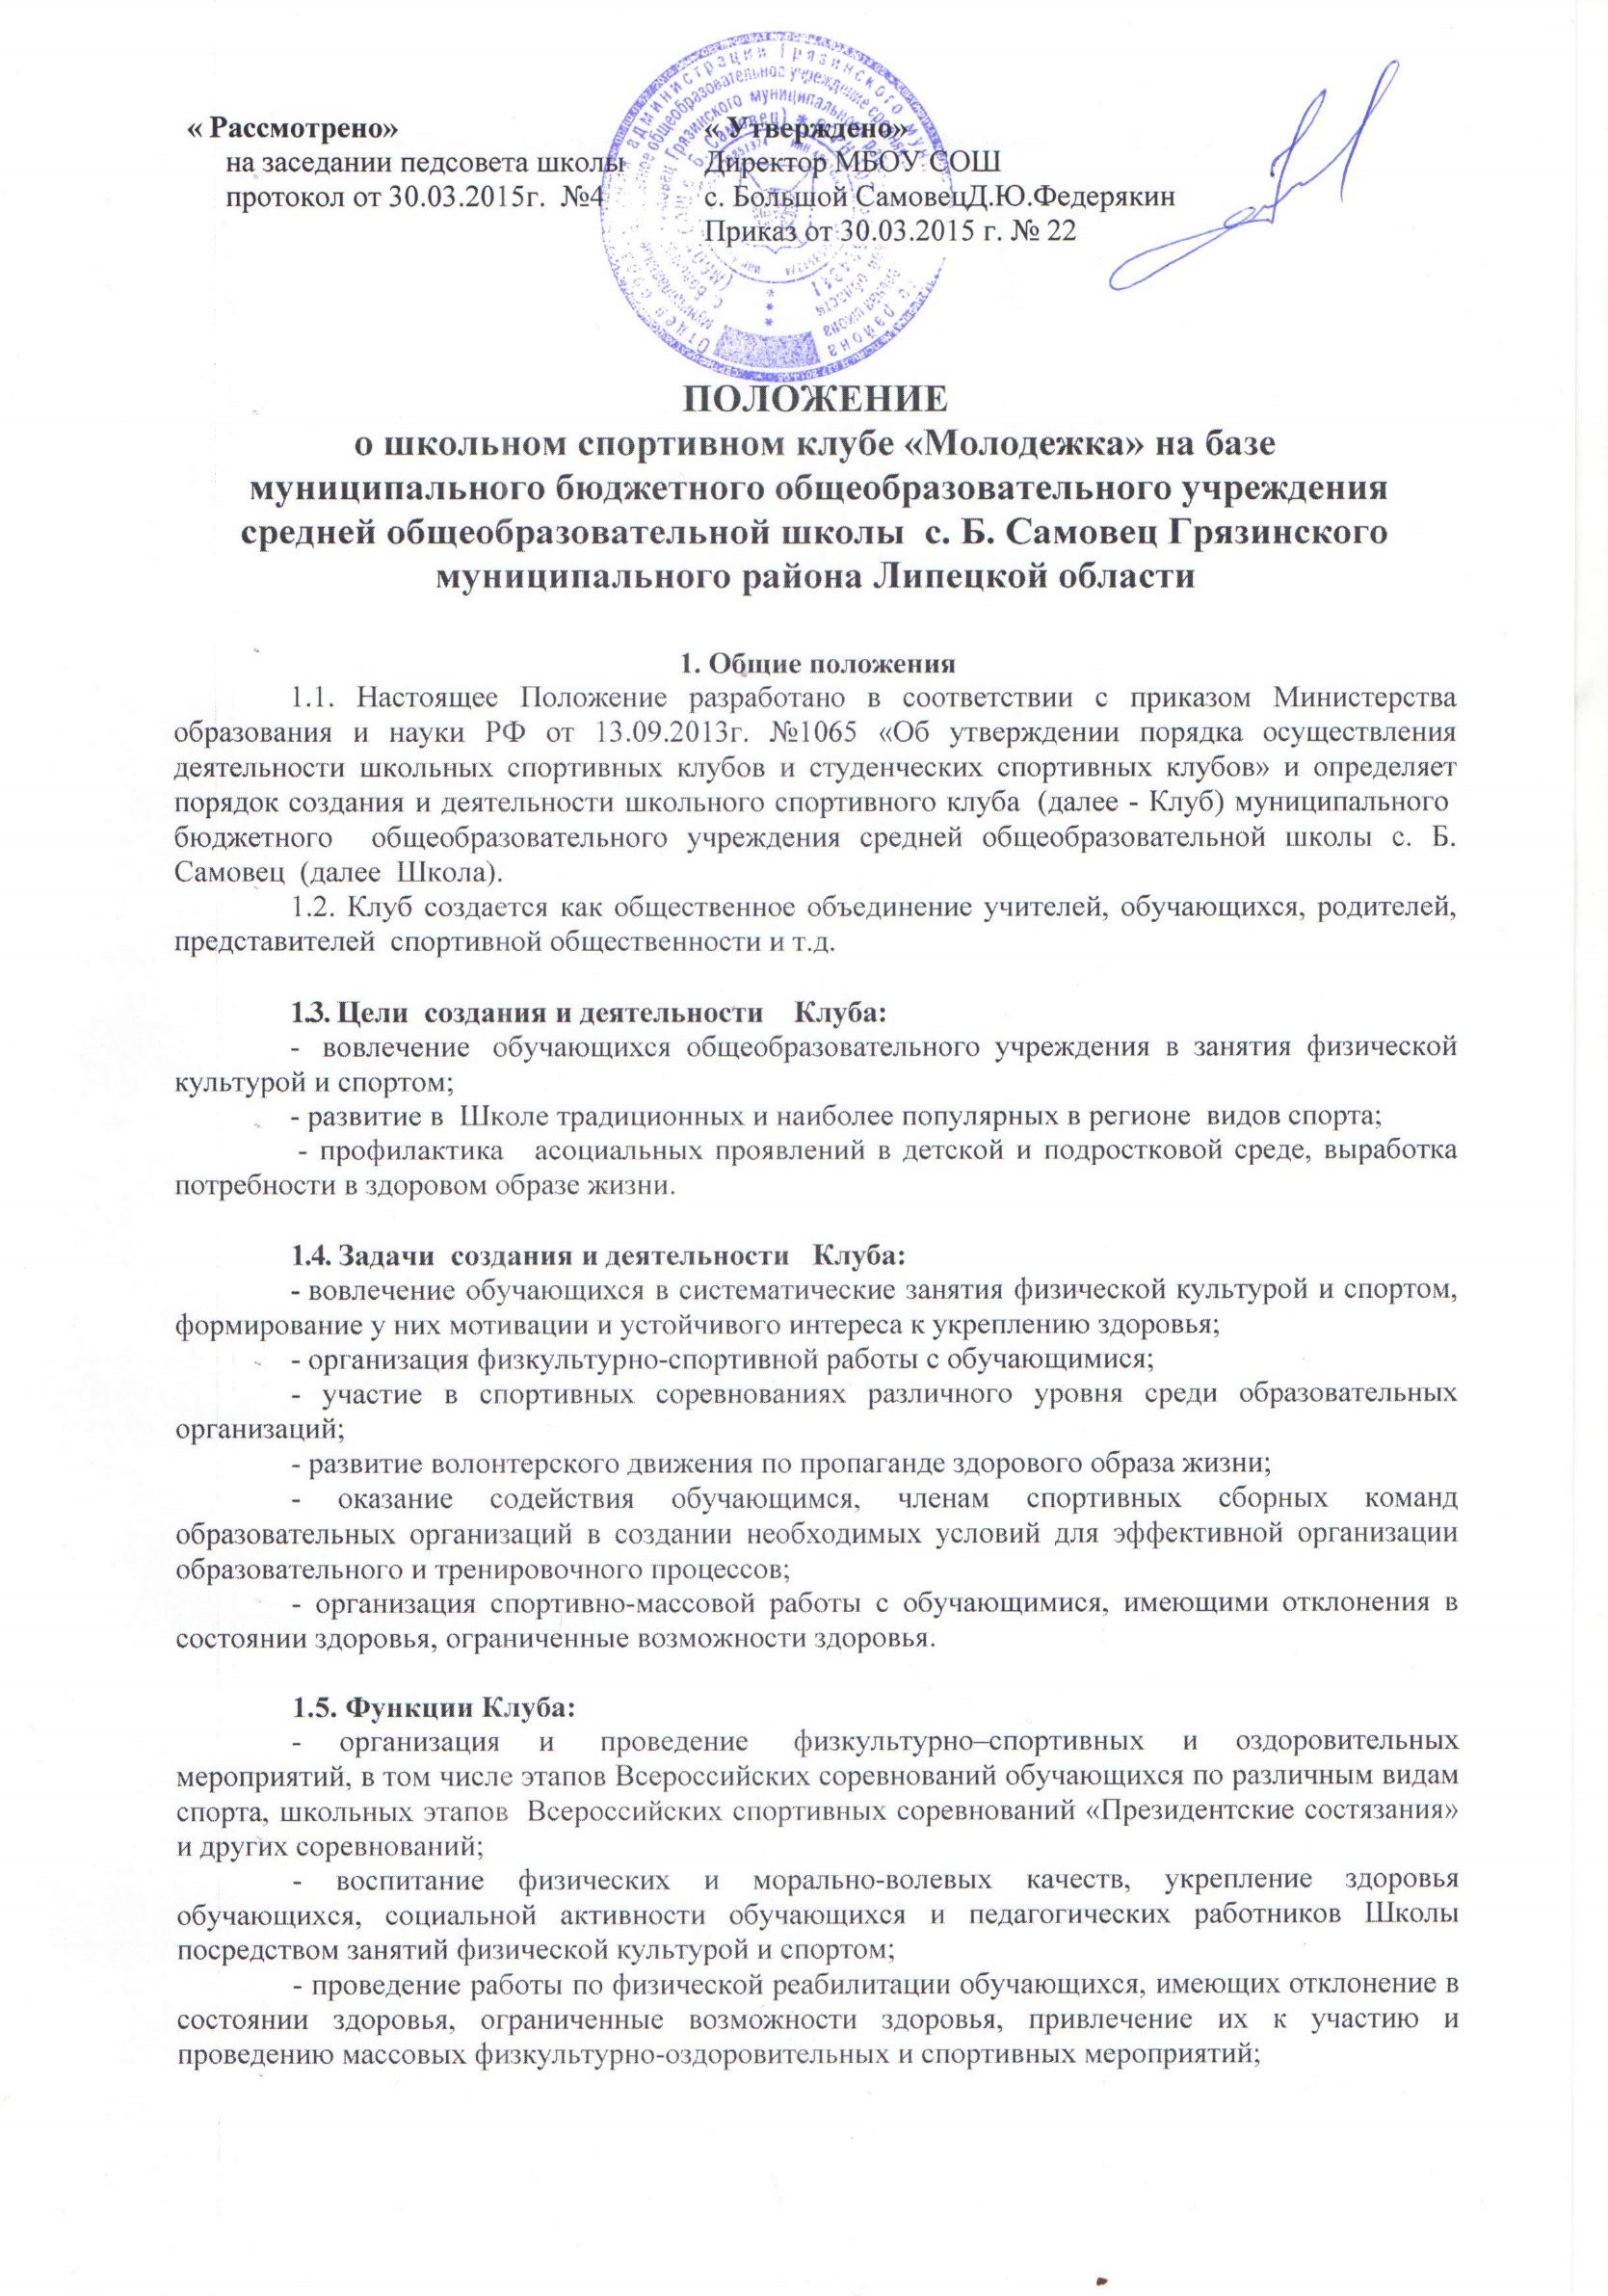 « Рассмотрено»
на заседании педсовета школы
протокол от 30.03.2015г. №4
« Утверждено»
Директор МБОУ СОШ
с. Большой СамовецД.Ю.Федерякин
Приказ от 30.03.2015 г. № 22
ПОЛОЖЕНИЕ
о школьном спортивном клубе «Молодежка» на базе
муниципального бюджетного общеобразовательного учреждения
средней общеобразовательной школы с. Б. Самовец Грязинского
муниципального района Липецкой области
1. Общие положения
1.1. Настоящее Положение разработано в соответствии с приказом Министерства
образования и науки РФ от 13.09.2013г. №1065 «Об утверждении порядка осуществления
деятельности школьных спортивных клубов и студенческих спортивных клубов» и определяет
порядок создания и деятельности школьного спортивного клуба (далее - Клуб) муниципального
бюджетного общеобразовательного учреждения средней общеобразовательной школы с. Б.
Самовец (далее Школа).
1.2. Клуб создается как общественное объединение учителей, обучающихся, родителей,
представителей спортивной общественности и т.д.
1.3. Цели создания и деятельности Клуба:
- вовлечение обучающихся общеобразовательного учреждения в занятия физической
культурой и спортом;
- развитие в Школе традиционных и наиболее популярных в регионе видов спорта;
- профилактика асоциальных проявлений в детской и подростковой среде, выработка
потребности в здоровом образе жизни.
1.4. Задачи создания и деятельности Клуба:
- вовлечение обучающихся в систематические занятия физической культурой и спортом,
формирование у них мотивации и устойчивого интереса к укреплению здоровья;
- организация физкультурно-спортивной работы с обучающимися;
- участие в спортивных соревнованиях различного уровня среди образовательных
организаций;
- развитие волонтерского движения по пропаганде здорового образа жизни;
- оказание содействия обучающимся, членам спортивных сборных команд
образовательных организаций в создании необходимых условий для эффективной организации
образовательного и тренировочного процессов;
- организация спортивно-массовой работы с обучающимися, имеющими отклонения в
состоянии здоровья, ограниченные возможности здоровья.
1.5. Функции Клуба:
- организация и проведение физкультурно–спортивных и оздоровительных
мероприятий, в том числе этапов Всероссийских соревнований обучающихся по различным видам
спорта, школьных этапов Всероссийских спортивных соревнований «Президентские состязания»
и других соревнований;
- воспитание физических и морально-волевых качеств, укрепление здоровья
обучающихся, социальной активности обучающихся и педагогических работников Школы
посредством занятий физической культурой и спортом;
- проведение работы по физической реабилитации обучающихся, имеющих отклонение в
состоянии здоровья, ограниченные возможности здоровья, привлечение их к участию и
проведению массовых физкультурно-оздоровительных и спортивных мероприятий;